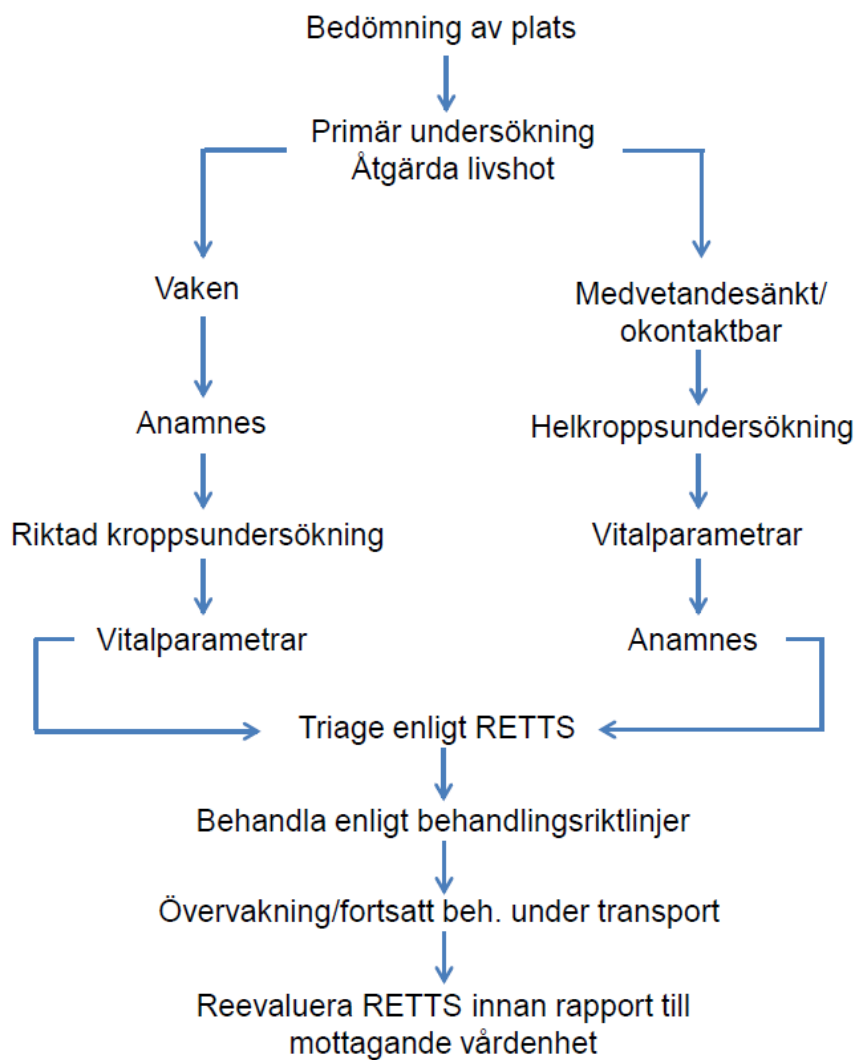 Bedömning av plats
Primär undersökning
Åtgärda livshot
Vaken
Medvetandesänkt/
okontaktbar
Anamnes
Helkroppsundersökning
Riktad kroppsundersökning
Vitalparametrar
Vitalparametrar
Anamnes
Triage enligt RETTS
Behandla enligt behandlingsriktlinjer
Övervakning/fortsatt beh. under transport
Reevaluera RETTS innan rapport till
mottagande vårdenhet